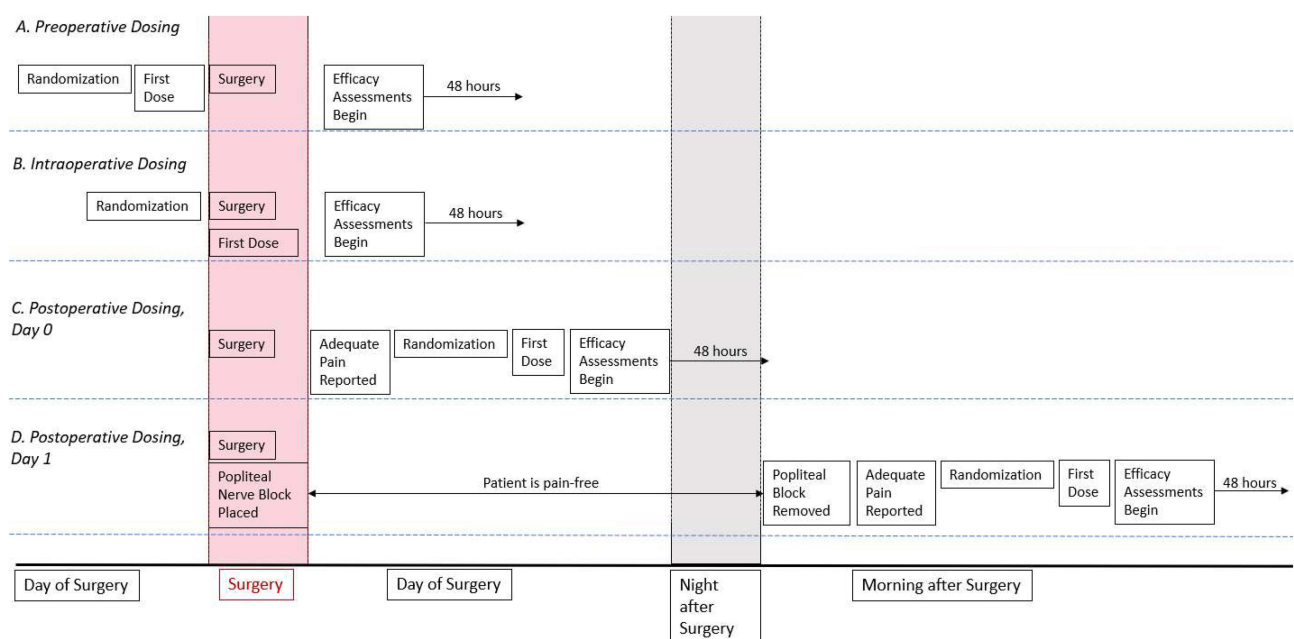 A. Preoperative Dosing
Randomization
First
Dose
Surgery
Efficacy
Assessments
Begin
48 hours
B. Intraoperative Dosing
Randomization
Surgery
First Dose
Efficacy
Assessments
Begin
48 hours
C. Postoperative Dosing,
Day 0
Surgery
Adequate
Pain
Reported
Randomization
First
Dose
Efficacy
Assessments
Begin
48 hours
D. Postoperative Dosing,
Day 1
Surgery
Popliteal
Nerve Block
Placed
Patient is pain-free
Popliteal
Block
Removed
Adequate
Pain
Reported
Randomization
First
Dose
Efficacy
Assessments
Begin
48 hours
Day of Surgery
Surgery
Day of Surgery
Night
after
Surgery
Morning after Surgery